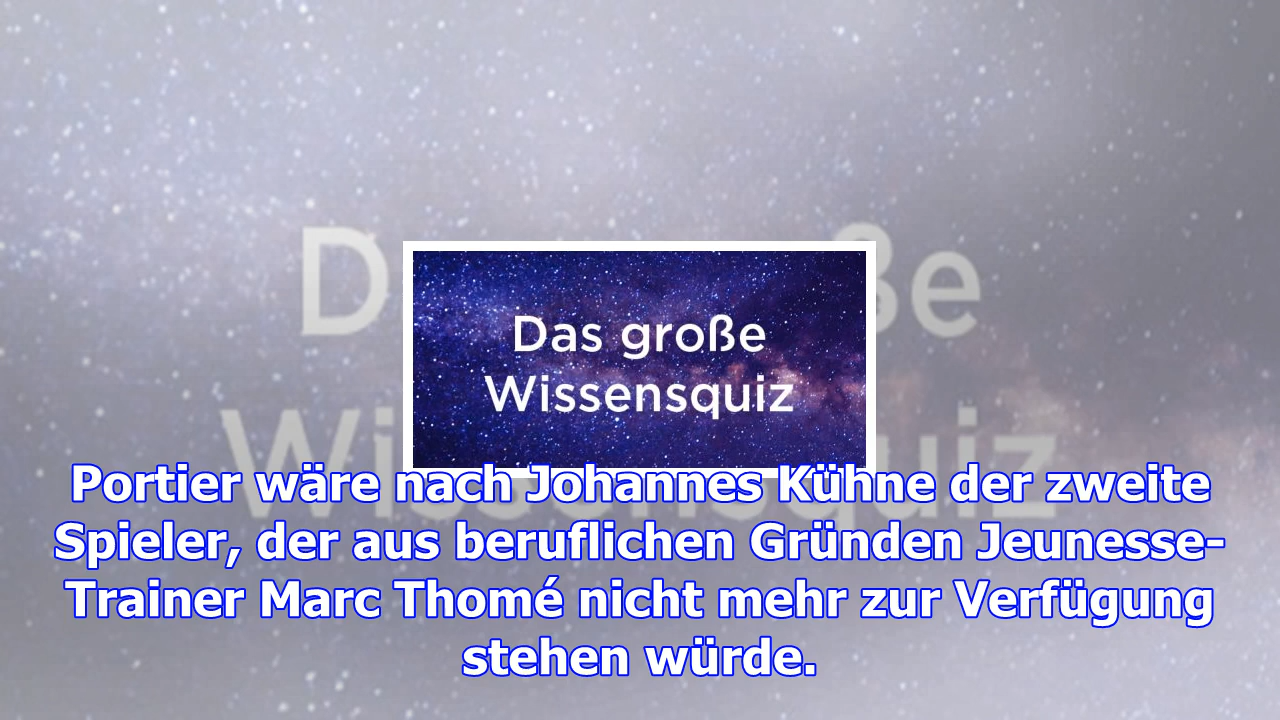 Das große
Wissensquiz
Portier wäre nach Johannes Kühne der zweite
Spieler, der aus beruflichen Gründen Jeunesse-
Trainer Marc Thomé nicht mehr zur Verfügung
stehen würde.